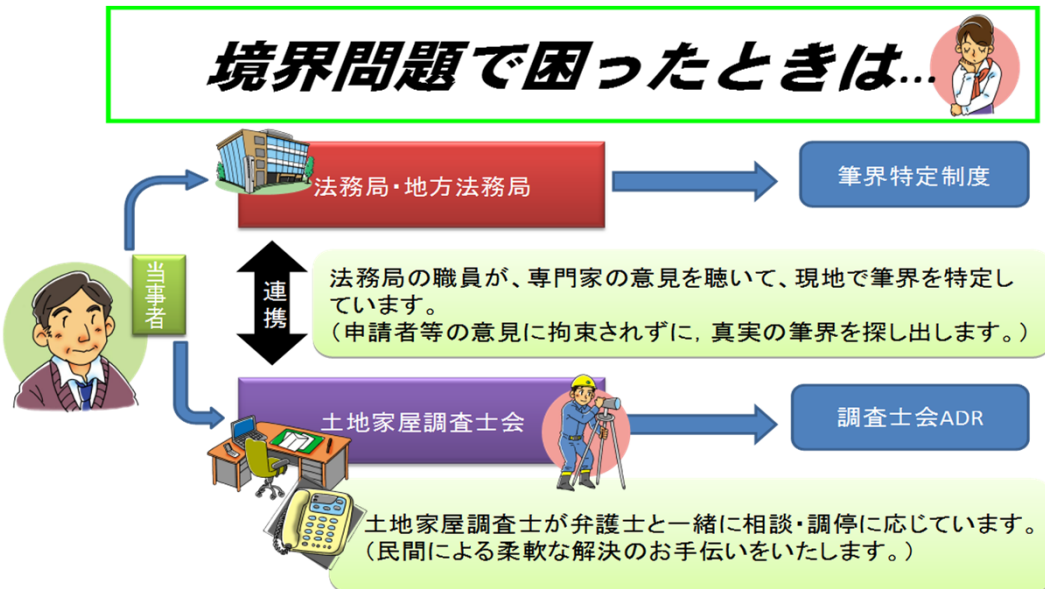 境界問題で困ったときは…
法務局・地方法務局
筆界特定制度
当事者
連携
法務局の職員が、専門家の意見を聴いて、現地で筆界を特定し
ています。
（申請者等の意見に拘束されずに，真実の筆界を探し出します。）
土地家屋調査士会
調査士会ADR
土地家屋調査士が弁護士と一緒に相談・調停に応じています。
（民間による柔軟な解決のお手伝いをいたします。）